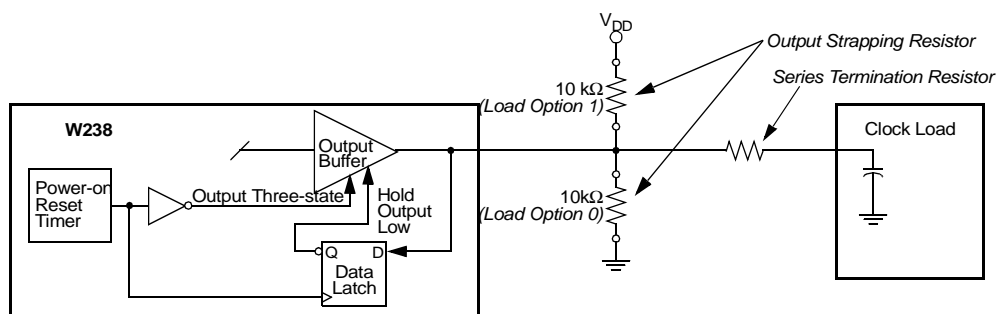 V_DD
Output Strapping Resistor
Series Termination Resistor
10 kΩ
(Load Option 1)
W238
Clock Load
Output
Buffer
Power-on
Reset
Timer
Output Three-state
Hold
Output
Low
10kΩ
(Load Option 0)
Q
D
Data
Latch